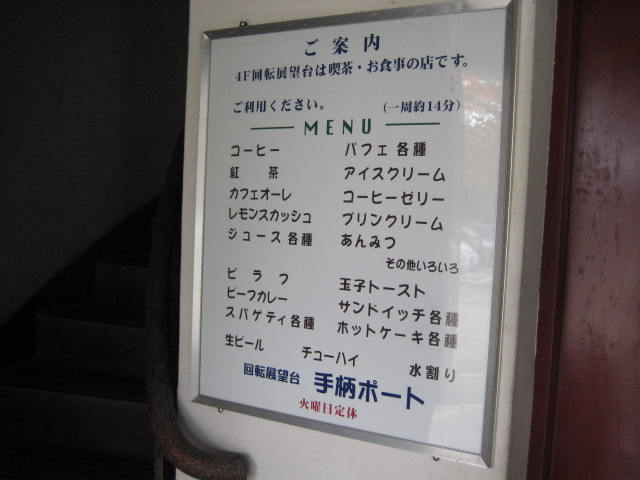 ご案内
4F回転展望台は喫茶・お食事の店です。
ご利用ください。 (一周約14分)
MENU
コーヒー パフェ各種
紅茶 アイスクリーム
カフェオーレ コーヒーゼリー
レモンスカッシュ プリンクリーム
ジュース各種 あんみつ
その他いろいろ
ピラフ 玉子トースト
ビーフカレー サンドイッチ各種
スパゲティ各種 ホットケーキ各種
生ビール チューハイ 水割り
回転展望台 手柄ポート
火曜日定休